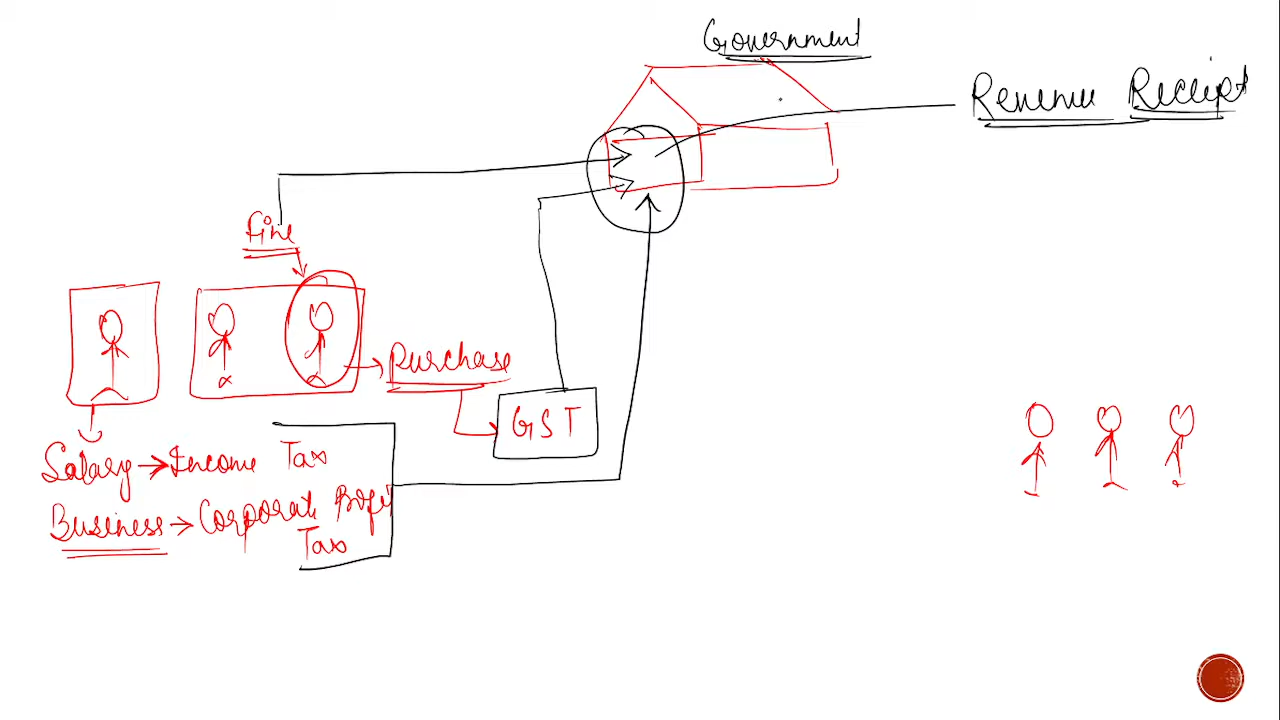 Government
Revenue Receipt
Fine
Purchase
GST
Salary → Income Tax
Business → Corporate Profit
Tax